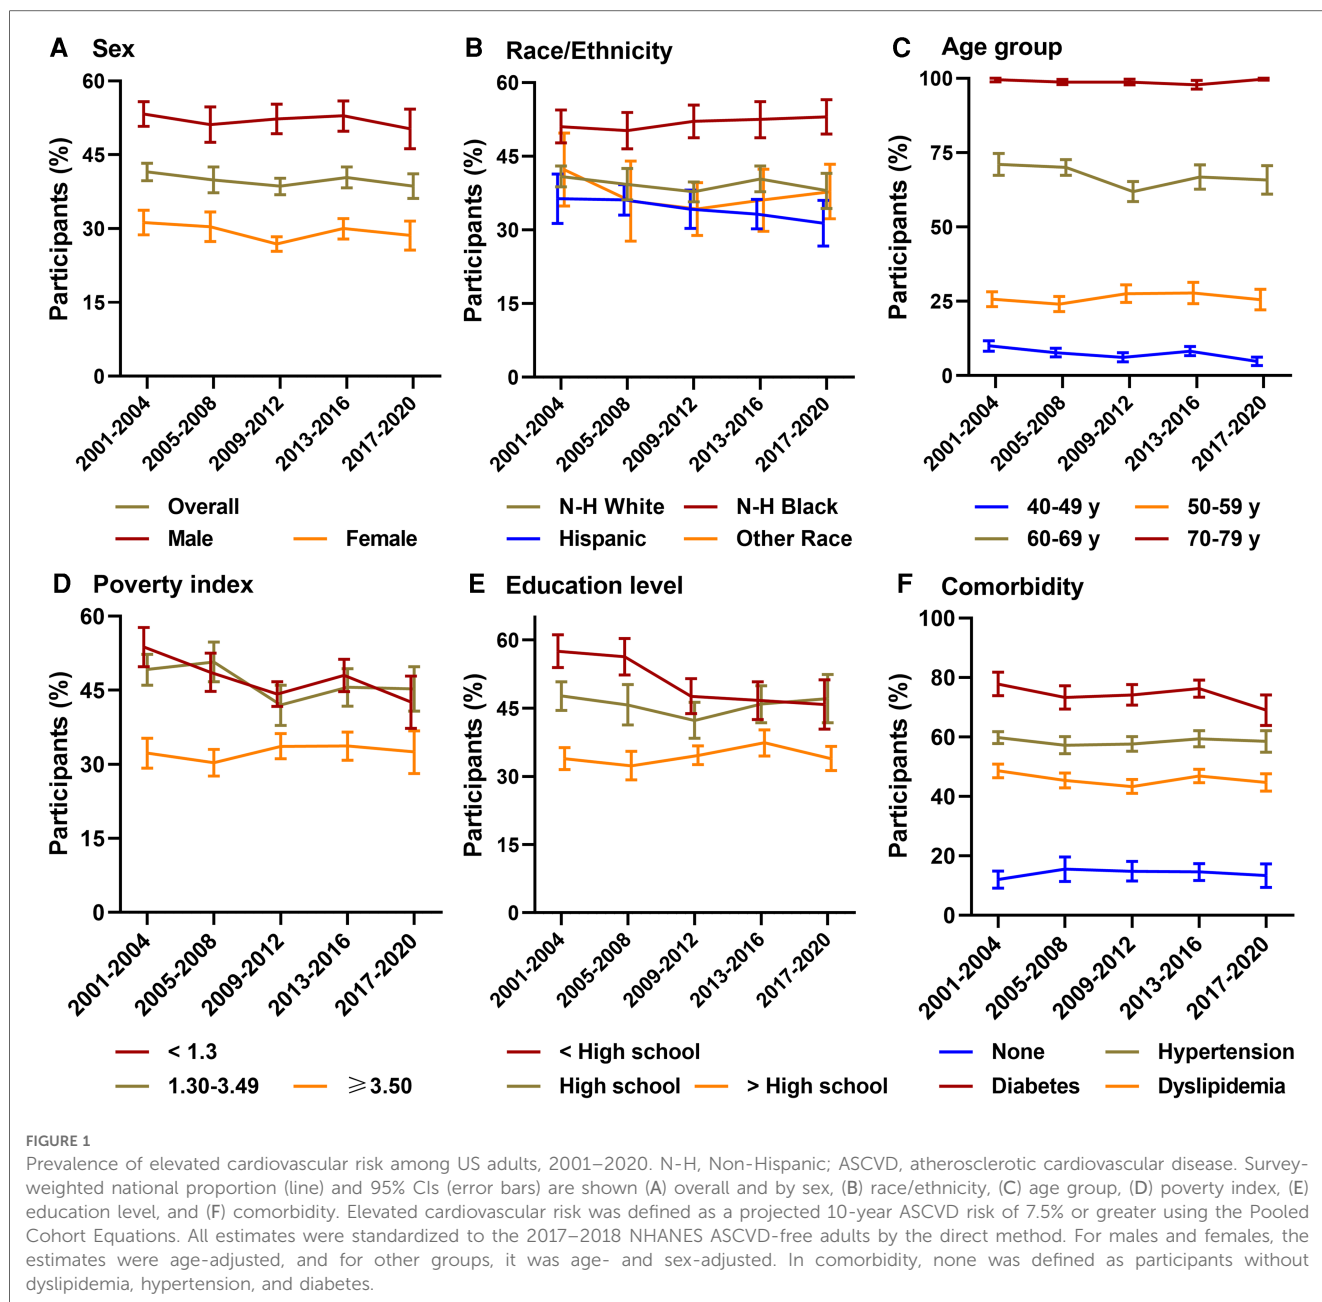 A Sex
60
45
30
15
0
Participants (%)
2001-2004
2005-2008
2009-2012
2013-2016
2017-2020
Overall
Male
Female
B Race/Ethnicity
60
45
30
15
0
Participants (%)
2001-2004
2005-2008
2009-2012
2013-2016
2017-2020
N-H White
N-H Black
Hispanic
Other Race
C Age group
100
75
50
25
0
Participants (%)
2001-2004
2005-2008
2009-2012
2013-2016
2017-2020
40-49 y
50-59 y
60-69 y
70-79 y
D Poverty index
60
45
30
15
0
Participants (%)
2001-2004
2005-2008
2009-2012
2013-2016
2017-2020
< 1.3
1.30-3.49
⩾3.50
E Education level
60
45
30
15
0
Participants (%)
2001-2004
2005-2008
2009-2012
2013-2016
2017-2020
< High school
High school
> High school
F Comorbidity
100
80
60
40
20
0
Participants (%)
2001-2004
2005-2008
2009-2012
2013-2016
2017-2020
None
Hypertension
Diabetes
Dyslipidemia
FIGURE 1
Prevalence of elevated cardiovascular risk among US adults, 2001–2020. N-H, Non-Hispanic; ASCVD, atherosclerotic cardiovascular disease. Survey-
weighted national proportion (line) and 95% CIs (error bars) are shown (A) overall and by sex, (B) race/ethnicity, (C) age group, (D) poverty index, (E)
education level, and (F) comorbidity. Elevated cardiovascular risk was defined as a projected 10-year ASCVD risk of 7.5% or greater using the Pooled
Cohort Equations. All estimates were standardized to the 2017–2018 NHANES ASCVD-free adults by the direct method. For males and females, the
estimates were age-adjusted, and for other groups, it was age- and sex-adjusted. In comorbidity, none was defined as participants without
dyslipidemia, hypertension, and diabetes.